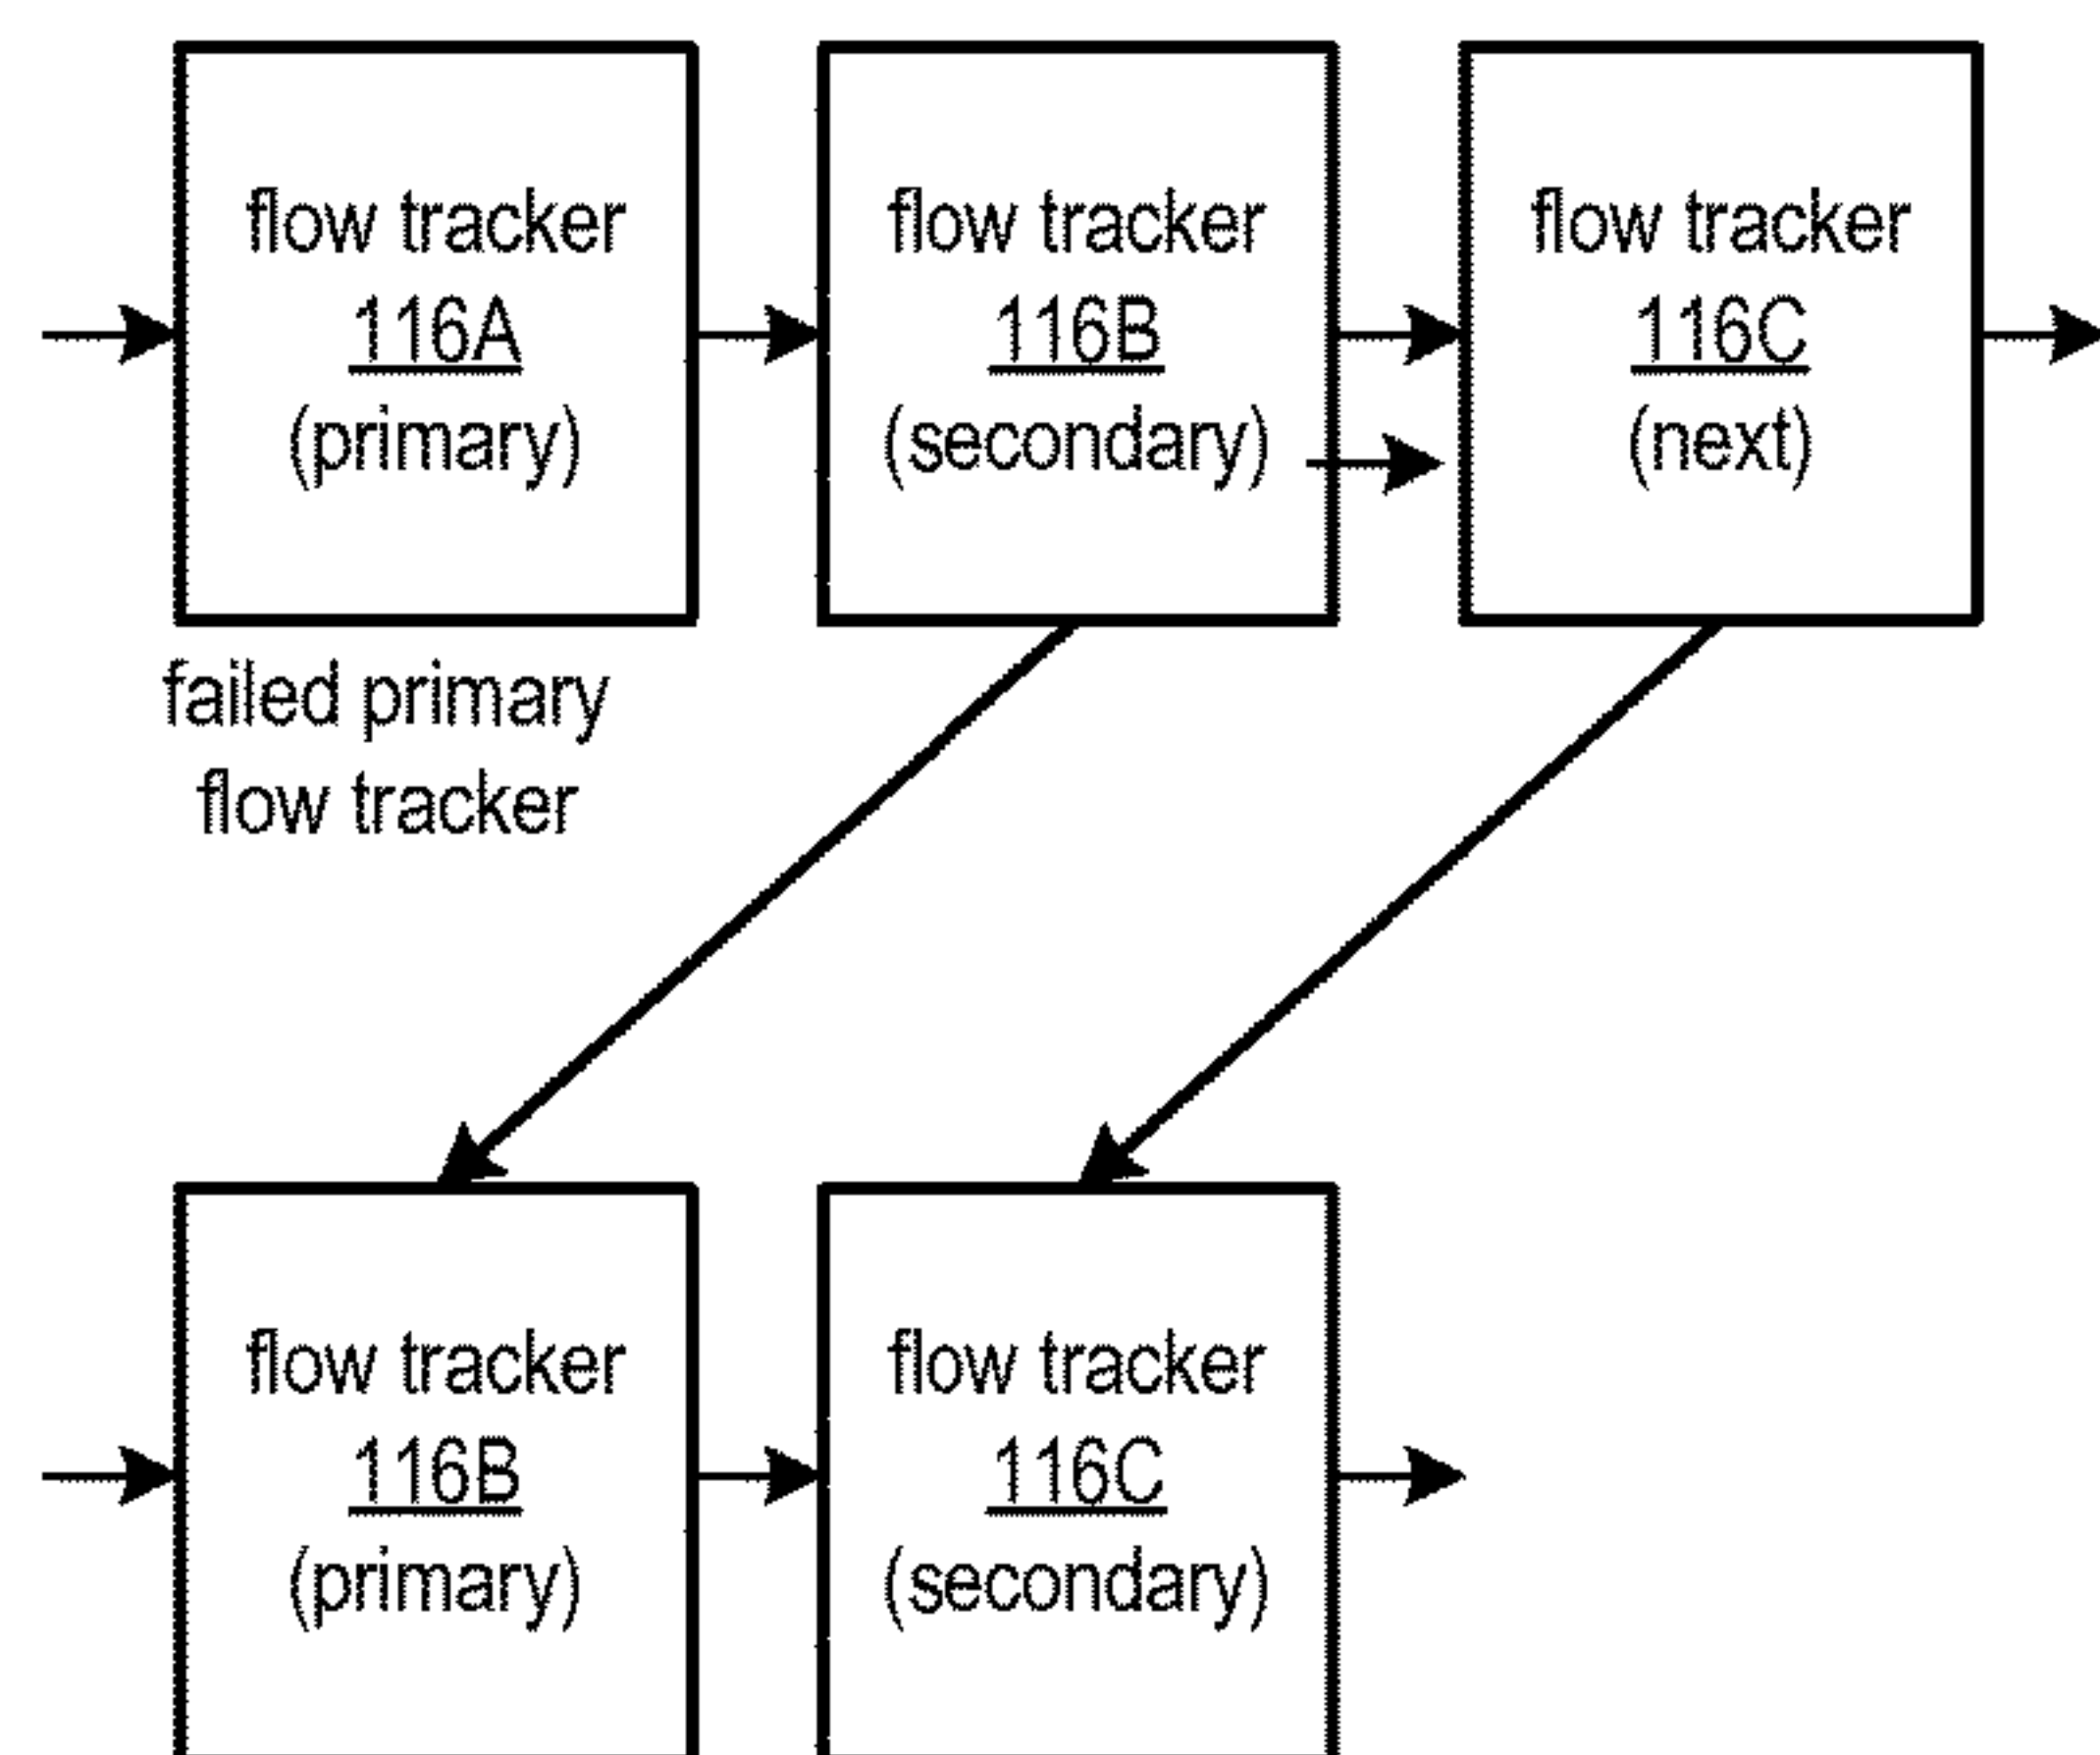 flow tracker
116A
(primary)
flow tracker
116B
(secondary)
flow tracker
116C
(next)
failed primary
flow tracker
flow tracker
116B
(primary)
flow tracker
116C
(secondary)